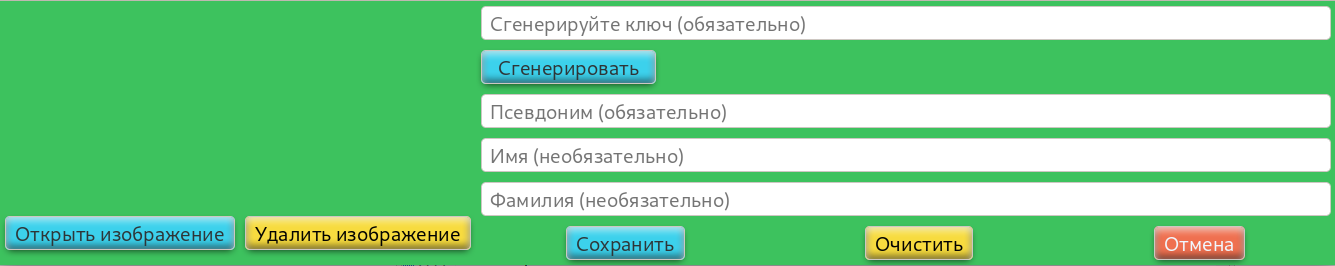 Сгенерируйте ключ (обязательно)
Сгенерировать
Псевдоним (обязательно)
Имя (необязательно)
Фамилия (необязательно)
Открыть изображение
Удалить изображение
Сохранить
Очистить
Отмена